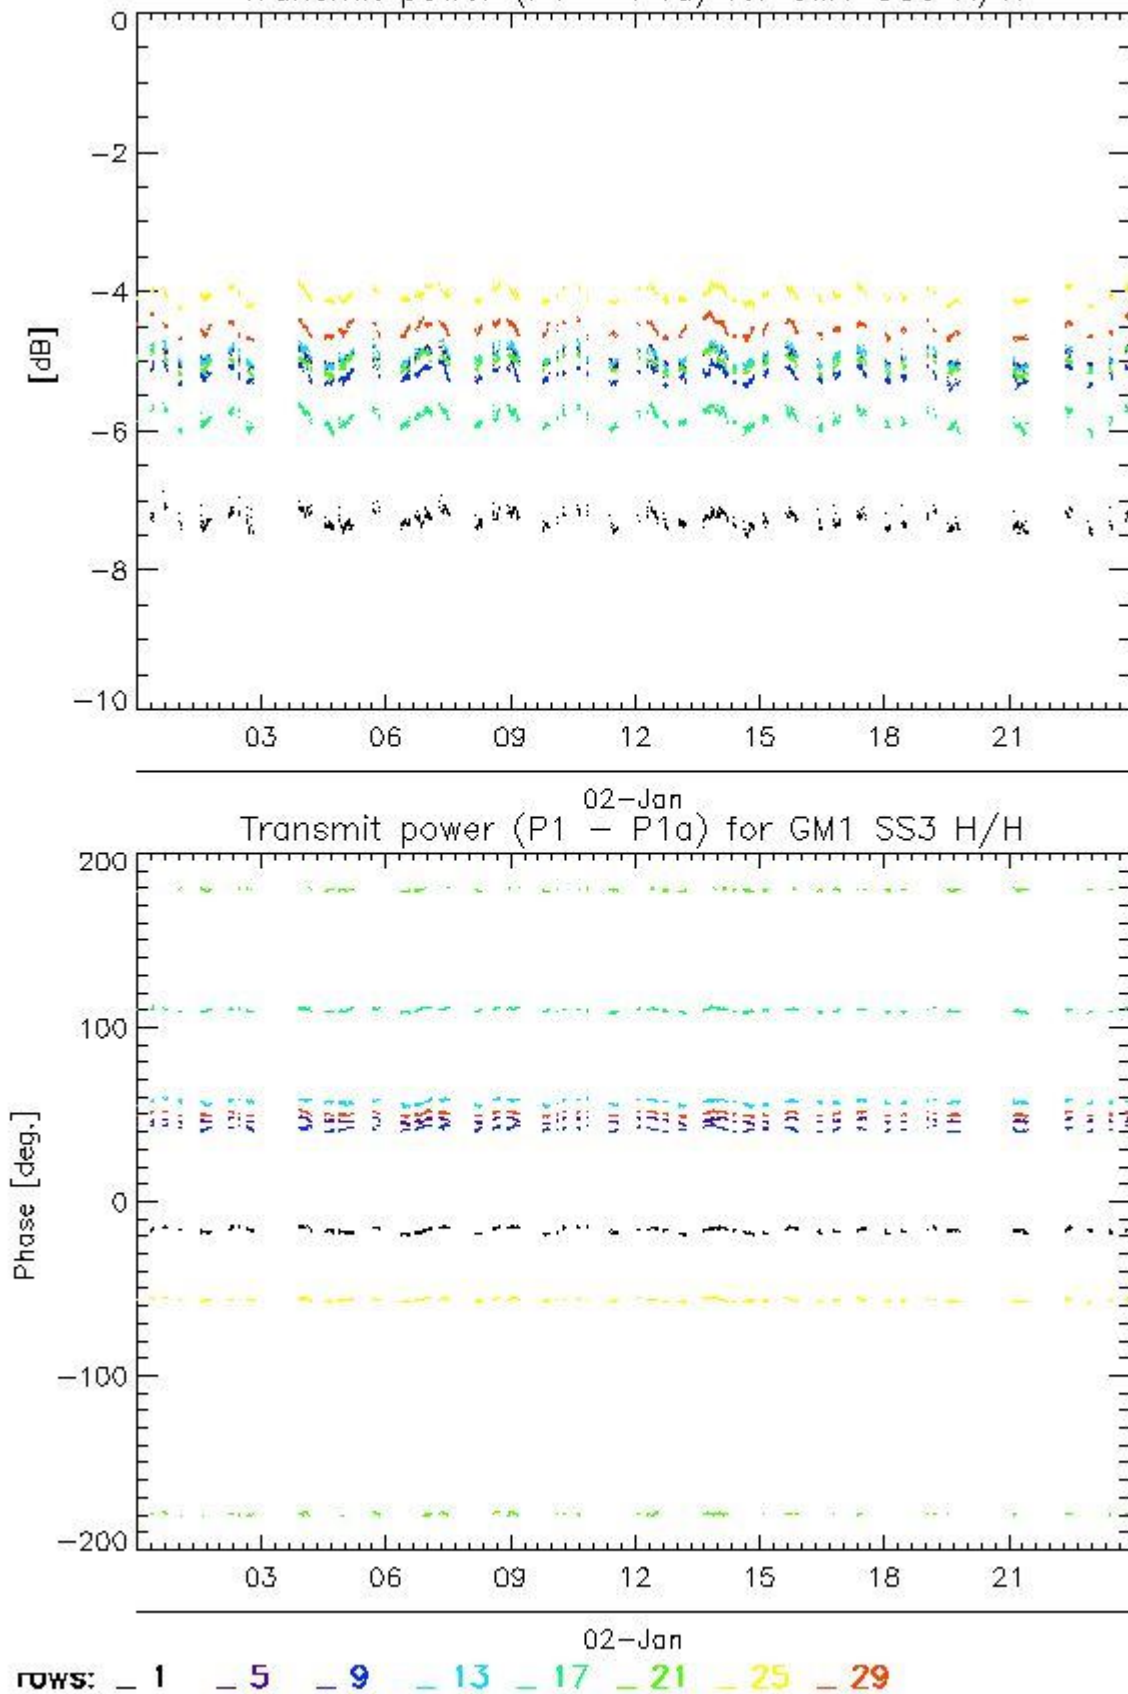 0
-2
-4
[dB]
-6
-8
-10
03 06 09 12 15 18 21
02-Jan
Transmit power (P1 - P1a) for GM1 SS3 H/H
200
100
Phase [deg.]
0
-100
-200
03 06 09 12 15 18 21
02-Jan
rows: _ 1 _ 5 _ 9 _ 13 _ 17 _ 21 _ 25 _ 29